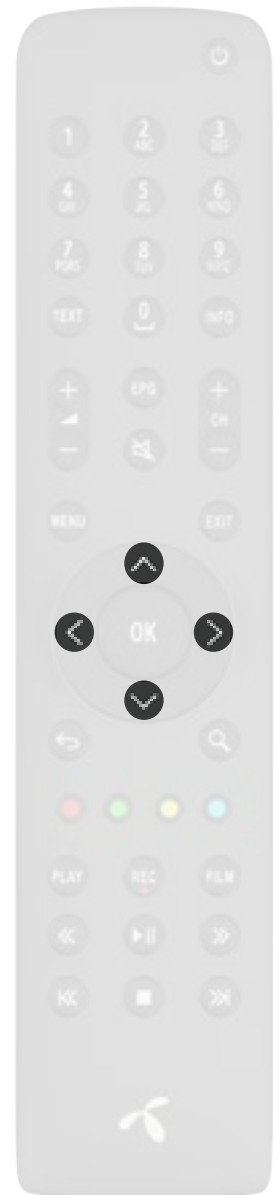 1 2 3
ABC DEF
4 5 6
GHI JKL MNO
7 8 9
PQRS TUV WXYZ
TEXT 0 INFO
+ EPG +
CH
- -
MENU EXIT
OK
PLAY REC FILM